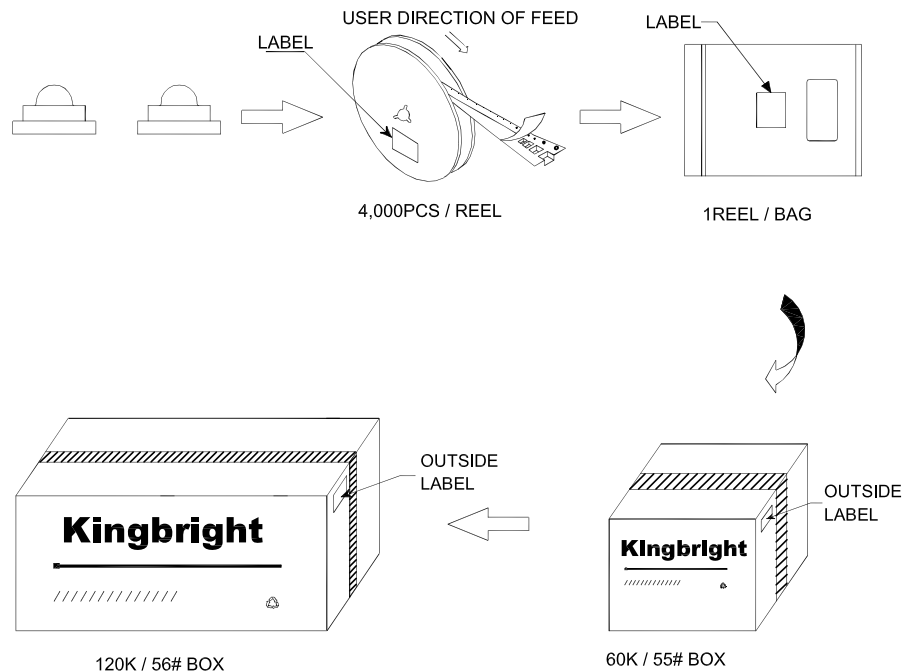 USER DIRECTION OF FEED
LABEL
LABEL
4,000PCS / REEL
1REEL / BAG
OUTSIDE
LABEL
Kingbright
120K / 56# BOX
OUTSIDE
LABEL
Kingbright
60K / 55# BOX